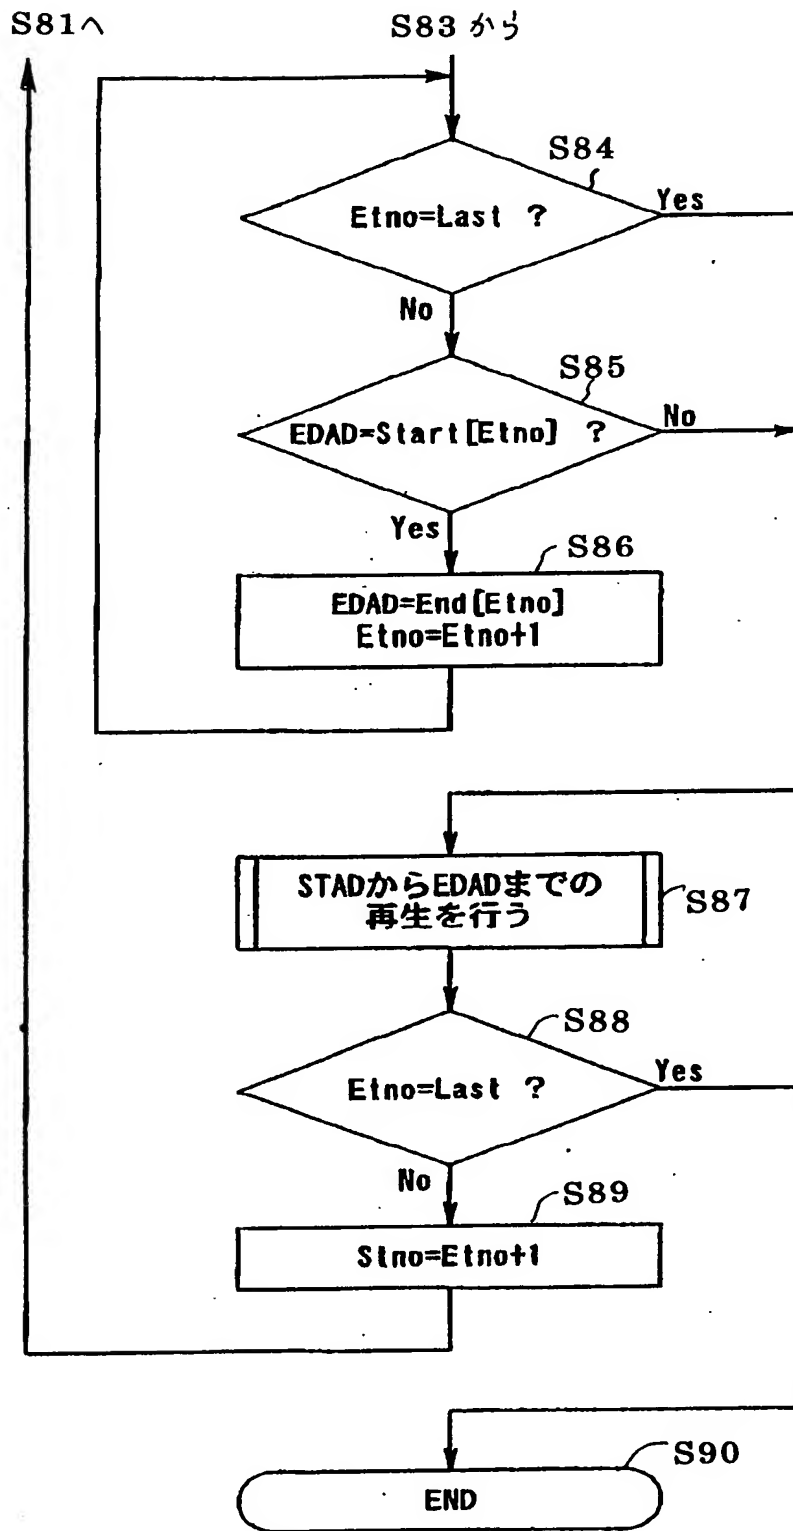 S81へ
S83から
S84
Etno=Last ?
Yes
No
S85
EDAD=Start[Etno] ?
No
Yes
S86
EDAD=End[Etno]
Etno=Etno+1
STADからEDADまでの
再生を行う
S87
S88
Etno=Last ?
Yes
No
S89
Stno=Etno+1
S90
END